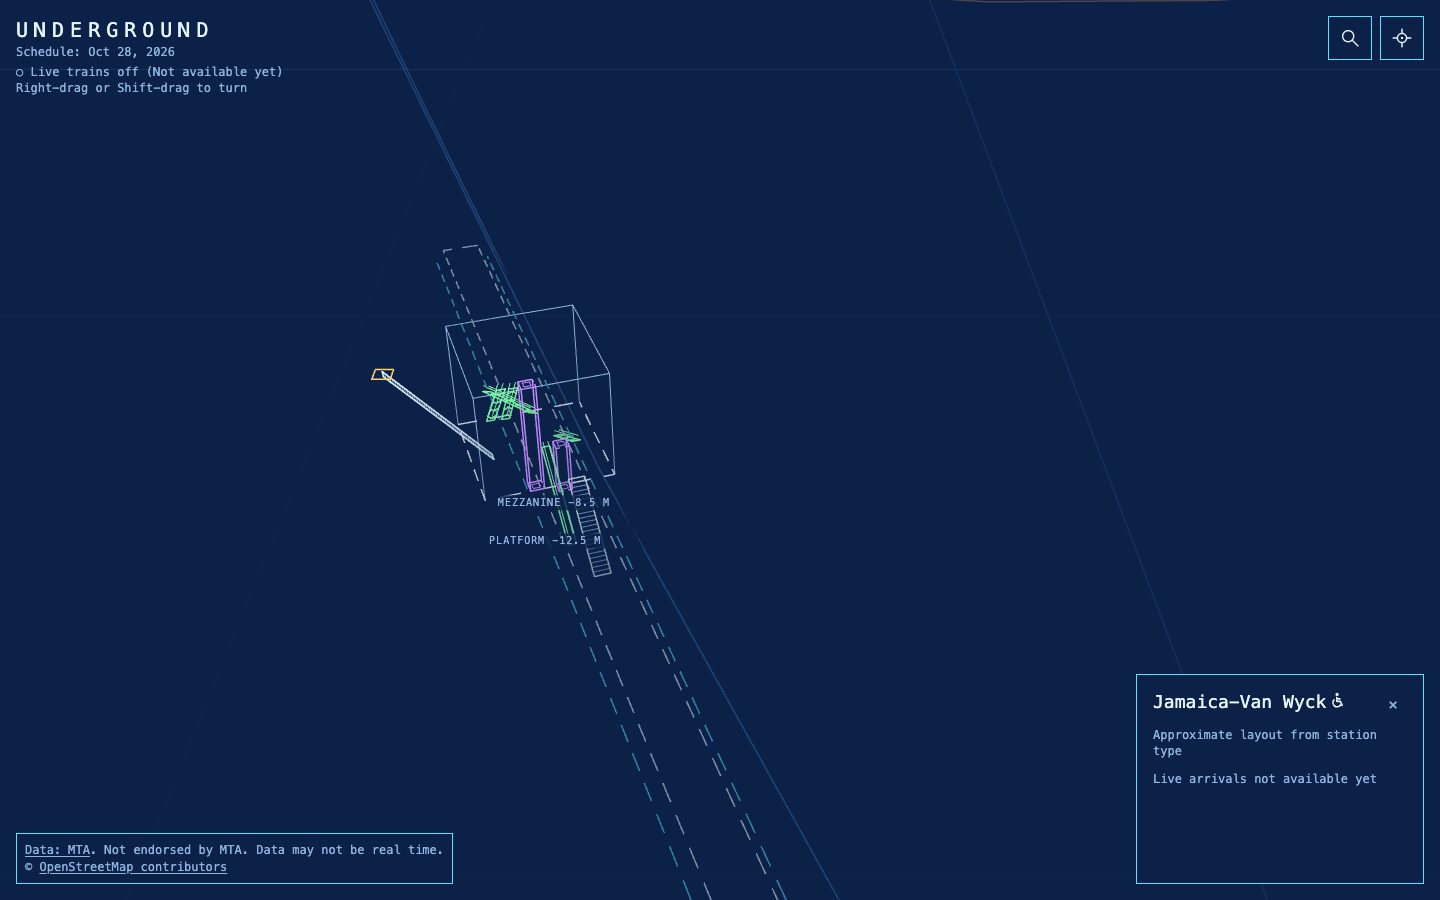 UNDERGROUND
Schedule: Oct 28, 2026
Live trains off (Not available yet)
Right-drag or Shift-drag to turn
MEZZANINE -8.5 M
PLATFORM -12.5 M
Jamaica-Van Wyck
×
Approximate layout from station
type
Live arrivals not available yet
Data: MTA. Not endorsed by MTA. Data may not be real time.
© OpenStreetMap contributors